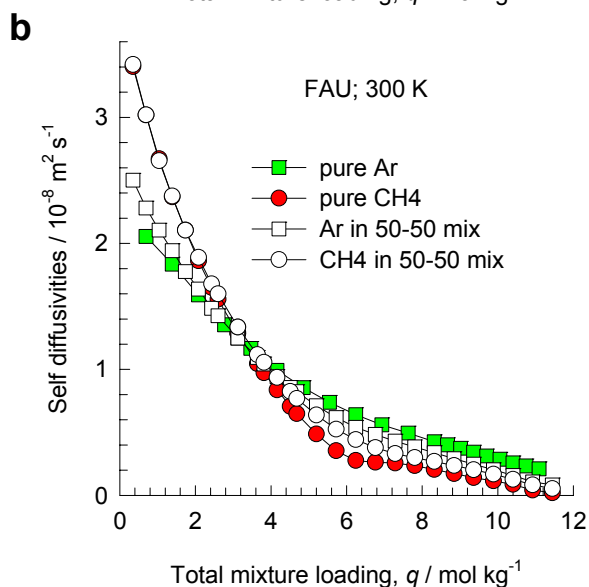 b
FAU; 300 K
pure Ar
pure CH4
Ar in 50-50 mix
CH4 in 50-50 mix
Self diffusivities / 10⁻⁸ m² s⁻¹
3
2
1
0
0 2 4 6 8 10 12
Total mixture loading, q / mol kg⁻¹